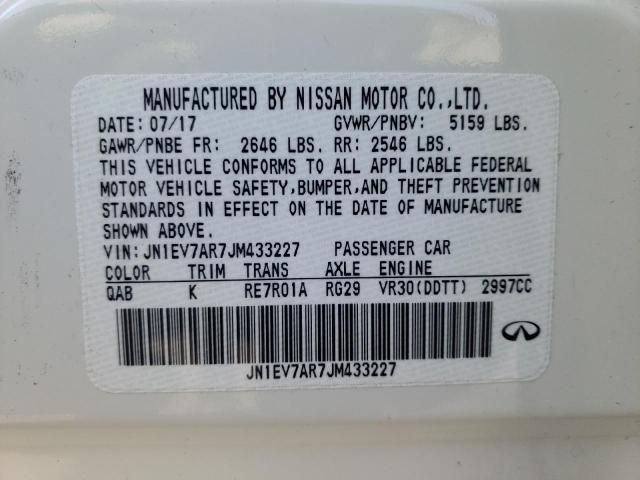 MANUFACTURED BY NISSAN MOTOR CO.,LTD.
DATE: 07/17 GVWR/PNBV: 5159 LBS.
GAWR/PNBE FR: 2646 LBS. RR: 2546 LBS.
THIS VEHICLE CONFORMS TO ALL APPLICABLE FEDERAL
MOTOR VEHICLE SAFETY,BUMPER,AND THEFT PREVENTION
STANDARDS IN EFFECT ON THE DATE OF MANUFACTURE
SHOWN ABOVE.
VIN:JN1EV7AR7JM433227 PASSENGER CAR
COLOR TRIM TRANS AXLE ENGINE
QAB K RE7R01A RG29 VR30(DDTT) 2997CC
JN1EV7AR7JM433227